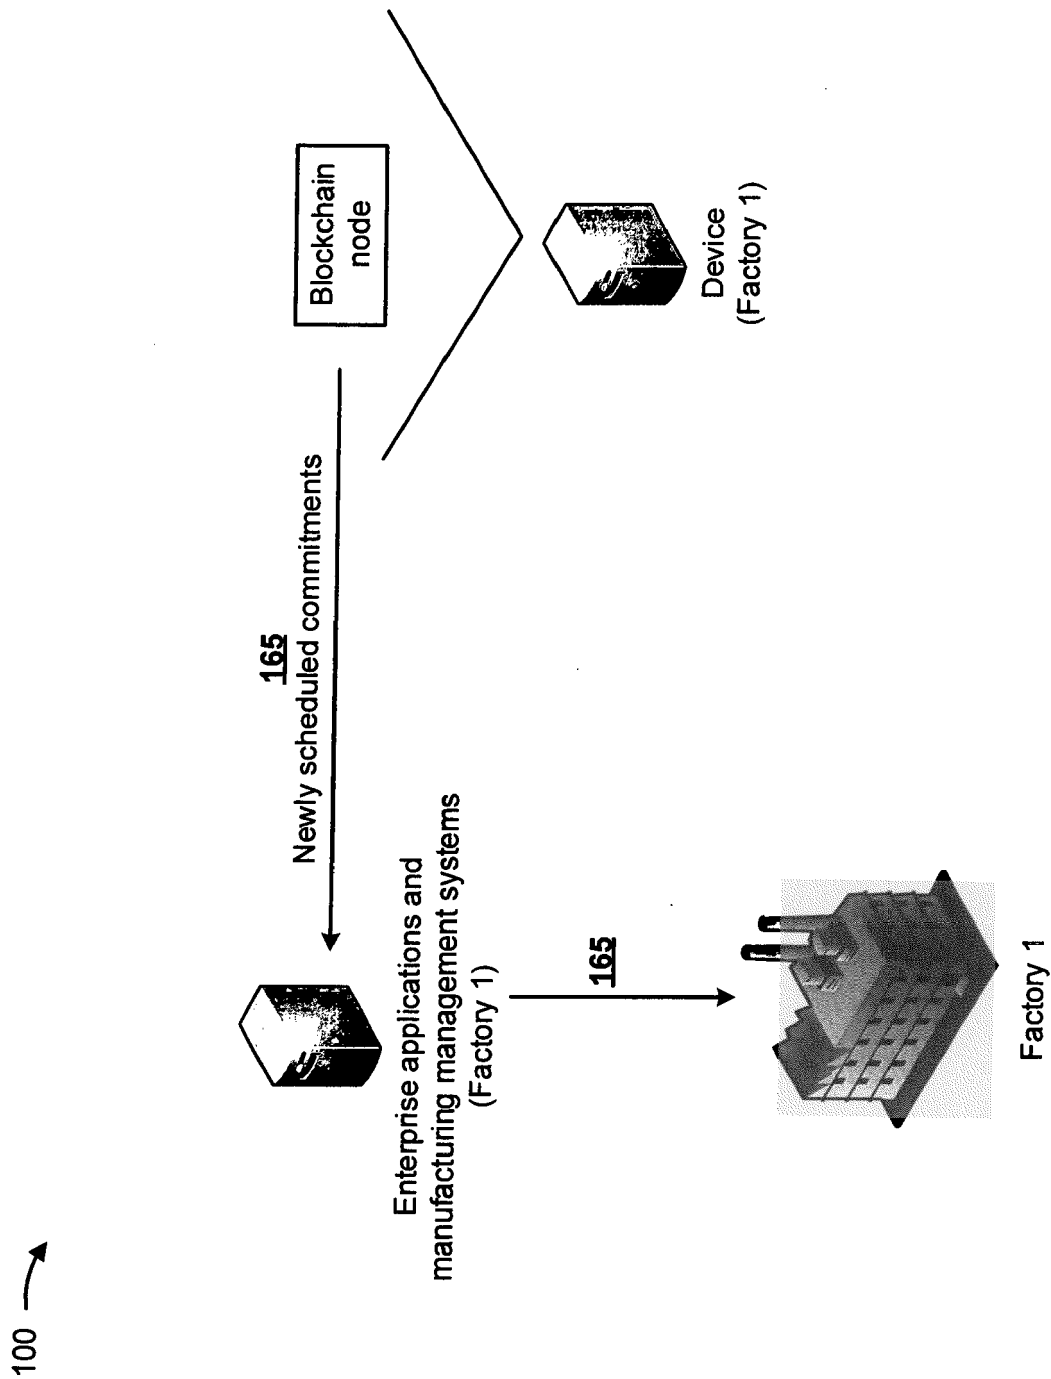 100
165
Newly scheduled commitments
Blockchain
node
Enterprise applications and
manufacturing management systems
(Factory 1)
165
Device
(Factory 1)
Factory 1